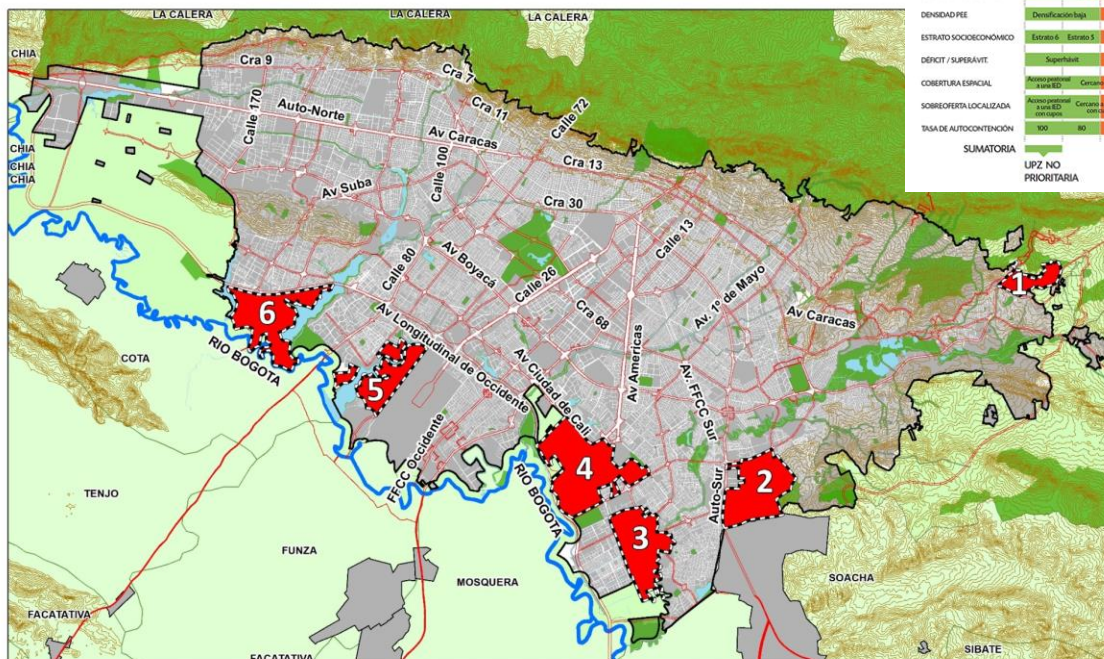 LA CALERA
LA CALERA
LA CALERA
CHIA
Cra 9
Cra 7
Calle 170
Auto-Norte
Cra 11
Calle 72
Av Caracas
Calle 100
Cra 13
CHIA
CHIA
CHIA
Av Suba
Cra 30
Calle 13
Calle 80
Av Boyacá
Calle 26
Av. 1º de Mayo
Cra 68
Av Caracas
1
6
Av Longitudinal de Occidente
Av Americas
RIO BOGOTA
COTA
5
Av Ciudad de Cali
Av. FFCC Sur
FFCC Occidente
4
2
Auto-Sur
RIO BOGOTA
TENJO
3
FUNZA
MOSQUERA
SOACHA
FACATATIVA
FACATATIVA
SIBATE
DENSIDAD PEE
Densificación baja
ESTRATO SOCIOECONÓMICO
Estrato 6
Estrato 5
DÉFICIT / SUPERÁVIT.
COBERTURA ESPACIAL
Acceso peatonal
a una IED
Cercano
SOBREOFERTA LOCALIZADA
Acceso peatonal
a una IED
con cupos
TASA DE AUTOCONTENCIÓN
100
80
SUMATORIA
UPZ NO
PRIORITARIA